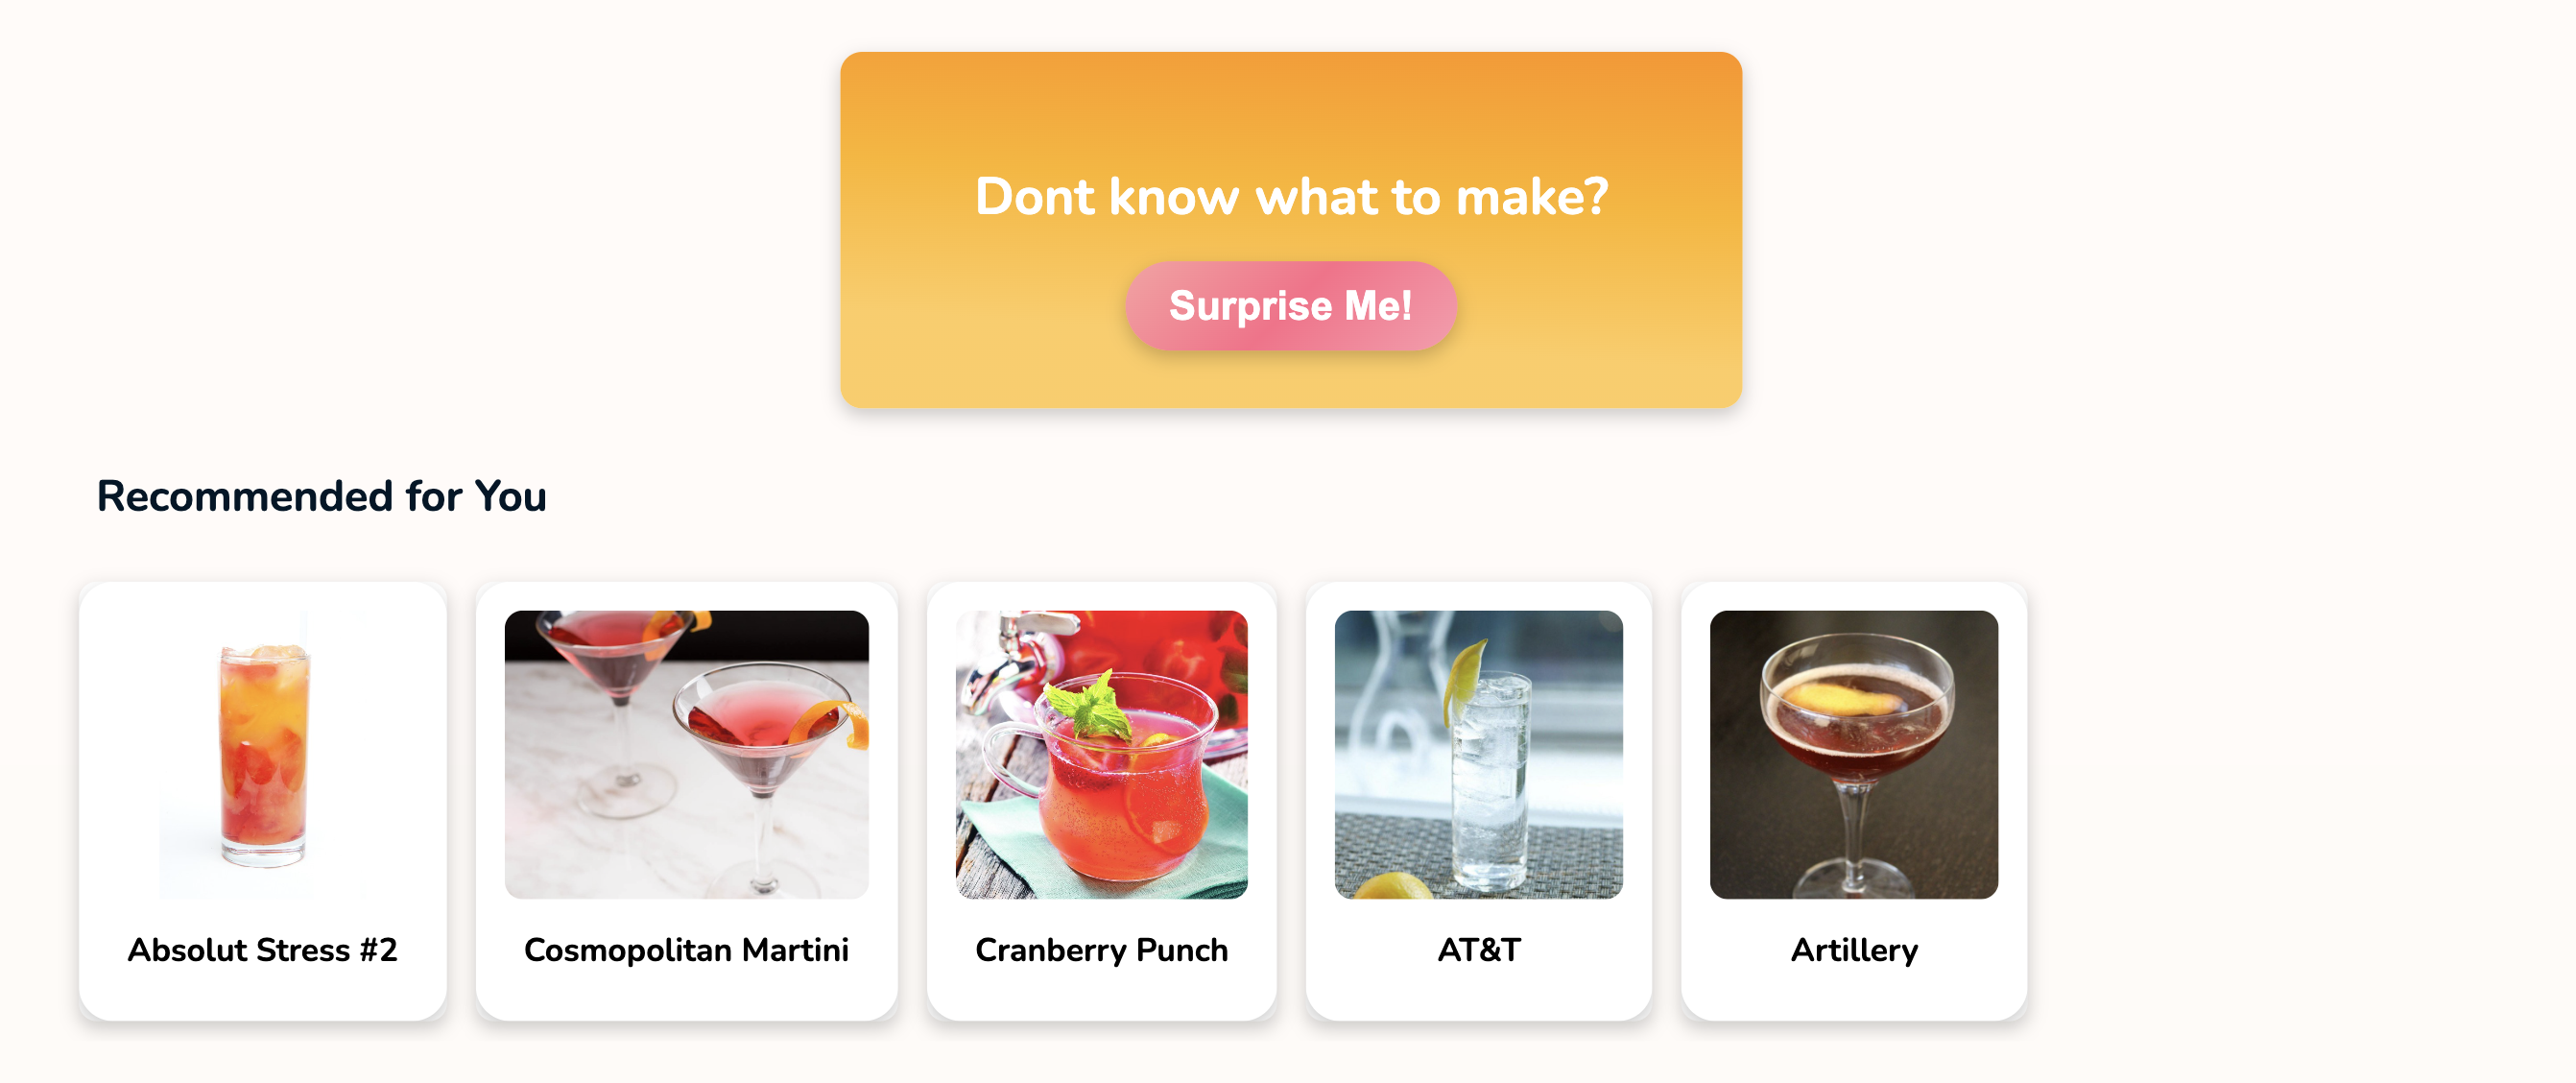 Dont know what to make?
Surprise Me!
Recommended for You
Absolut Stress #2
Cosmopolitan Martini
Cranberry Punch
AT&T
Artillery